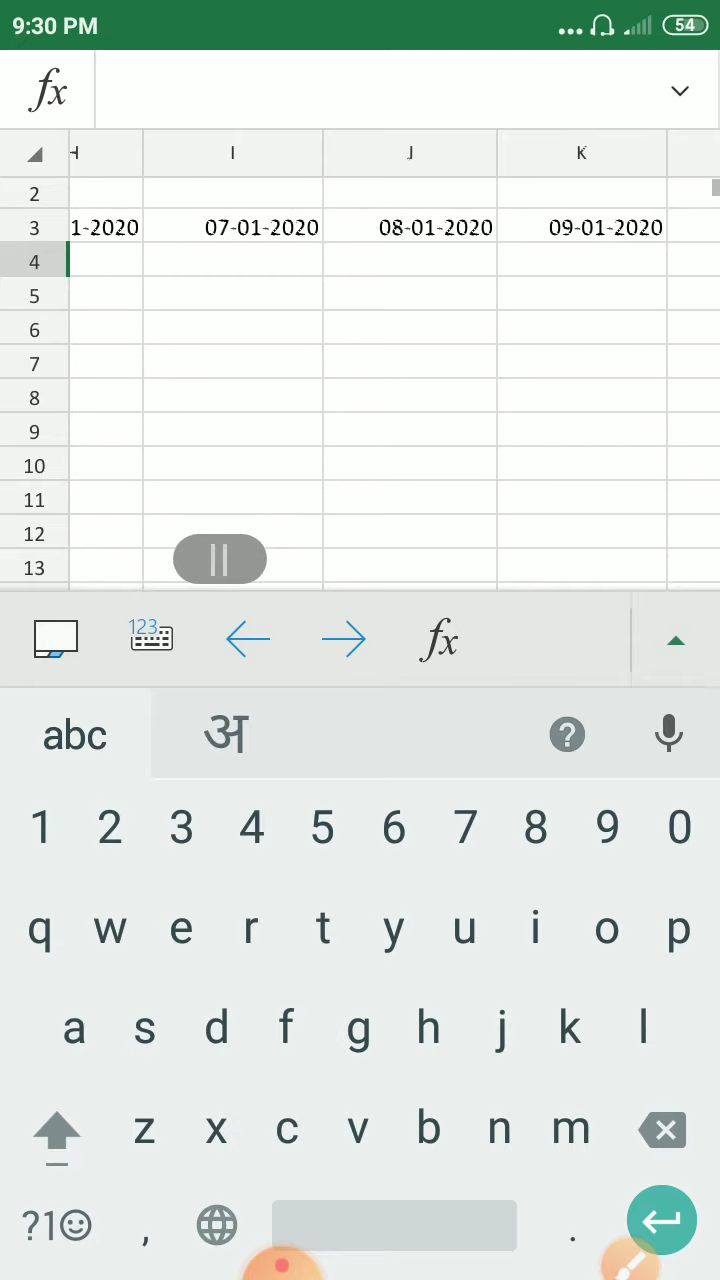 9:30 PM 54
fx
H I J K
2
3 1-2020 07-01-2020 08-01-2020 09-01-2020
4
5
6
7
8
9
10
11
12
13
123 fx
abc अ ?
1 2 3 4 5 6 7 8 9 0
q w e r t y u i o p
a s d f g h j k l
z x c v b n m
?1☺ , .